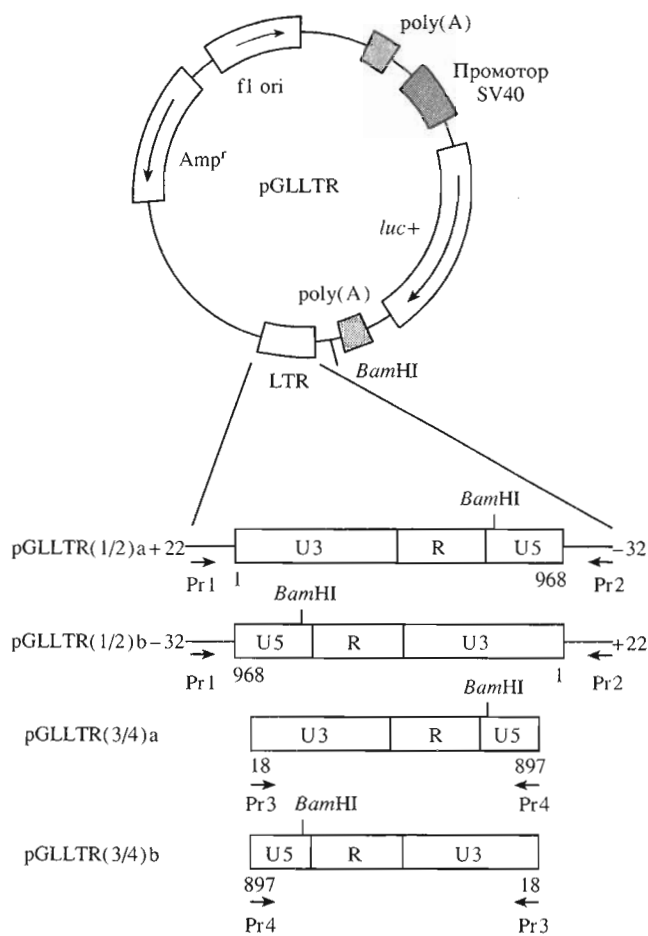 poly(A)
Промотор
SV40
f1 ori
Ampʳ
pGLLTR
luc+
poly(A)
BamHI
LTR
BamHI
pGLLTR(1/2)a+22 U3 R U5 −32
Pr1 1 968 Pr2
BamHI
pGLLTR(1/2)b−32 U5 R U3 +22
Pr1 968 1 Pr2
BamHI
pGLLTR(3/4)a U3 R U5
18 897
Pr3 Pr4
BamHI
pGLLTR(3/4)b U5 R U3
897 18
Pr4 Pr3